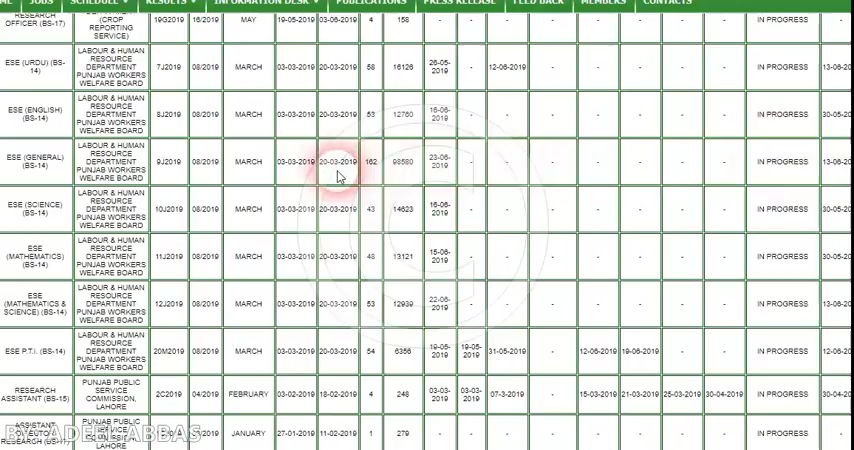 ME JOBS SCHEDULE RESULTS INFORMATION DESK PUBLICATIONS PRESS RELEASE FEED BACK MEMBERS CONTACTS
RESEARCH OFFICER (BS-17) (CROP REPORTING SERVICE) 19G2019 16/2019 MAY 19-05-2019 03-06-2019 4 158 - - - - - - - - IN PROGRESS -
ESE (URDU) (BS-14) LABOUR & HUMAN RESOURCE DEPARTMENT PUNJAB WORKERS WELFARE BOARD 7J2019 08/2019 MARCH 03-03-2019 20-03-2019 58 16126 26-05-2019 - 12-06-2019 - - - - - IN PROGRESS 13-06-20
ESE (ENGLISH) (BS-14) LABOUR & HUMAN RESOURCE DEPARTMENT PUNJAB WORKERS WELFARE BOARD 8J2019 08/2019 MARCH 03-03-2019 20-03-2019 53 12760 16-06-2019 - - - - - - - IN PROGRESS 30-05-20
ESE (GENERAL) (BS-14) LABOUR & HUMAN RESOURCE DEPARTMENT PUNJAB WORKERS WELFARE BOARD 9J2019 08/2019 MARCH 03-03-2019 20-03-2019 162 98580 23-06-2019 - - - - - - - IN PROGRESS 13-06-20
ESE (SCIENCE) (BS-14) LABOUR & HUMAN RESOURCE DEPARTMENT PUNJAB WORKERS WELFARE BOARD 10J2019 08/2019 MARCH 03-03-2019 20-03-2019 43 14623 16-06-2019 - - - - - - - IN PROGRESS 30-05-20
ESE (MATHEMATICS) (BS-14) LABOUR & HUMAN RESOURCE DEPARTMENT PUNJAB WORKERS WELFARE BOARD 11J2019 08/2019 MARCH 03-03-2019 20-03-2019 48 13121 15-06-2019 - - - - - - - IN PROGRESS 30-05-20
ESE (MATHEMATICS & SCIENCE) (BS-14) LABOUR & HUMAN RESOURCE DEPARTMENT PUNJAB WORKERS WELFARE BOARD 12J2019 08/2019 MARCH 03-03-2019 20-03-2019 53 12939 22-06-2019 - - - - - - - IN PROGRESS 13-06-20
ESE P.T.I. (BS-14) LABOUR & HUMAN RESOURCE DEPARTMENT PUNJAB WORKERS WELFARE BOARD 20M2019 08/2019 MARCH 03-03-2019 20-03-2019 54 6356 19-05-2019 19-05-2019 31-05-2019 - 12-06-2019 19-06-2019 - - IN PROGRESS 12-06-20
RESEARCH ASSISTANT (BS-15) PUNJAB PUBLIC SERVICE COMMISSION, LAHORE 2C2019 04/2019 FEBRUARY 03-02-2019 18-02-2019 4 248 03-03-2019 03-03-2019 07-3-2019 - 15-03-2019 21-03-2019 25-03-2019 30-04-2019 IN PROGRESS 30-04-20
ASSISTANT RESEARCH PUNJAB PUBLIC SERVICE LAHORE JANUARY 27-01-2019 11-02-2019 1 279 - - - - - - - - IN PROGRESS -
BY ADEEL ABBAS